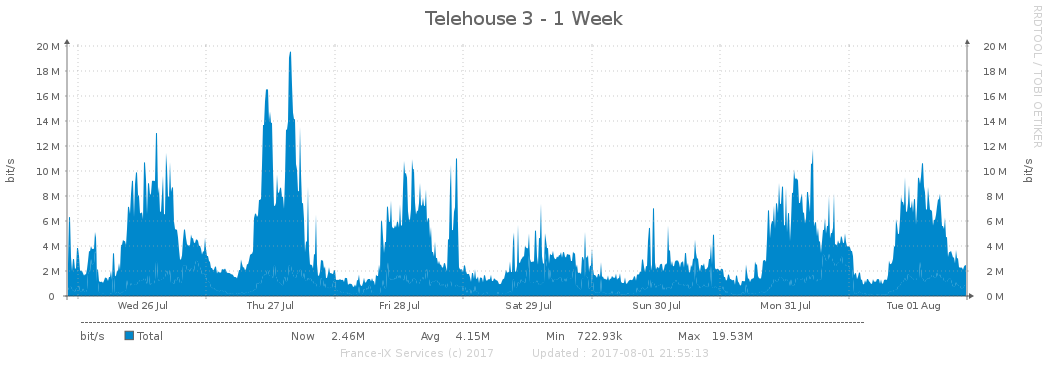 Telehouse 3 - 1 Week
RRDTOOL / TOBI OETIKER
bit/s
bit/s
20 M 20 M
18 M 18 M
16 M 16 M
14 M 14 M
12 M 12 M
10 M 10 M
8 M 8 M
6 M 6 M
4 M 4 M
2 M 2 M
0 0 M
Wed 26 Jul Thu 27 Jul Fri 28 Jul Sat 29 Jul Sun 30 Jul Mon 31 Jul Tue 01 Aug
bit/s Total Now 2.46M Avg 4.15M Min 722.93k Max 19.53M
France-IX Services (c) 2017 Updated : 2017-08-01 21:55:13